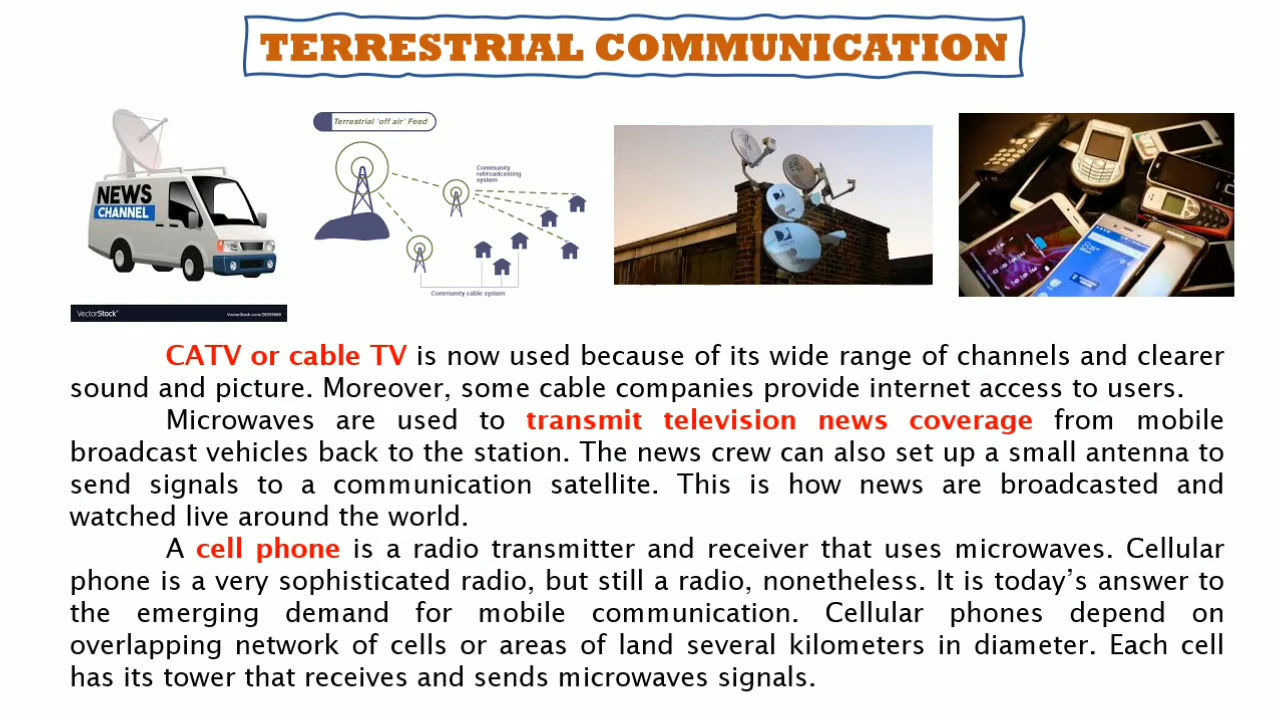 TERRESTRIAL COMMUNICATION
Terrestrial 'off air' Feed
Community
rebroadcasting
system
NEWS
CHANNEL
Community cable system
VectorStock
CATV or cable TV is now used because of its wide range of channels and clearer
sound and picture. Moreover, some cable companies provide internet access to users.
Microwaves are used to transmit television news coverage from mobile
broadcast vehicles back to the station. The news crew can also set up a small antenna to
send signals to a communication satellite. This is how news are broadcasted and
watched live around the world.
A cell phone is a radio transmitter and receiver that uses microwaves. Cellular
phone is a very sophisticated radio, but still a radio, nonetheless. It is today's answer to
the emerging demand for mobile communication. Cellular phones depend on
overlapping network of cells or areas of land several kilometers in diameter. Each cell
has its tower that receives and sends microwaves signals.